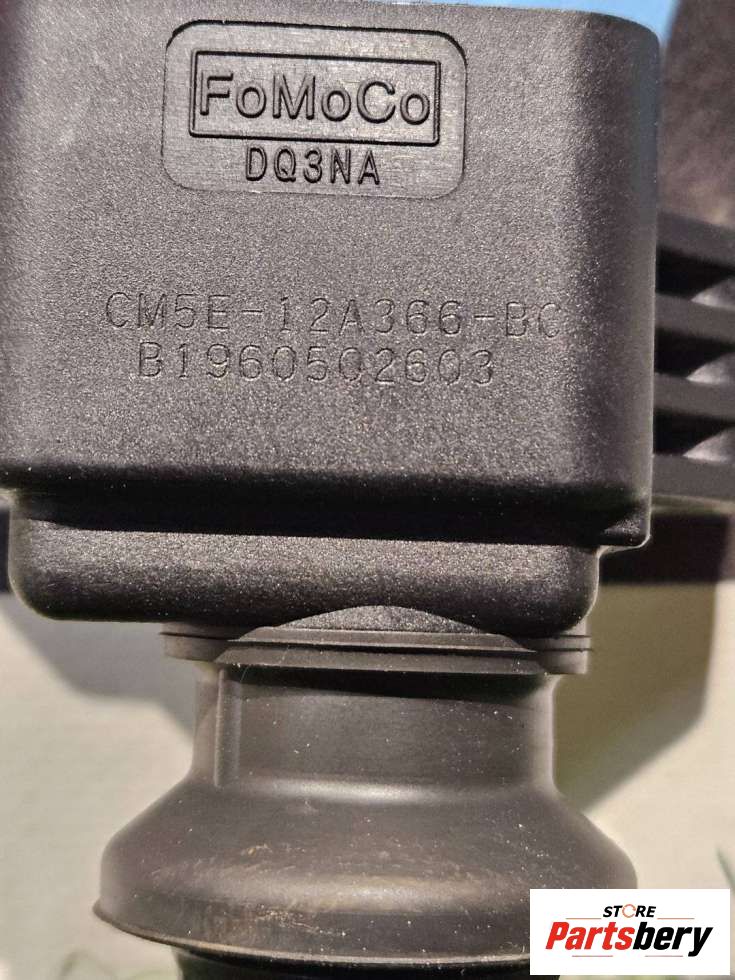 FoMoCo
DQ3NA
CM5E-12A366-BC
B1960502603
STORE
Partsbery